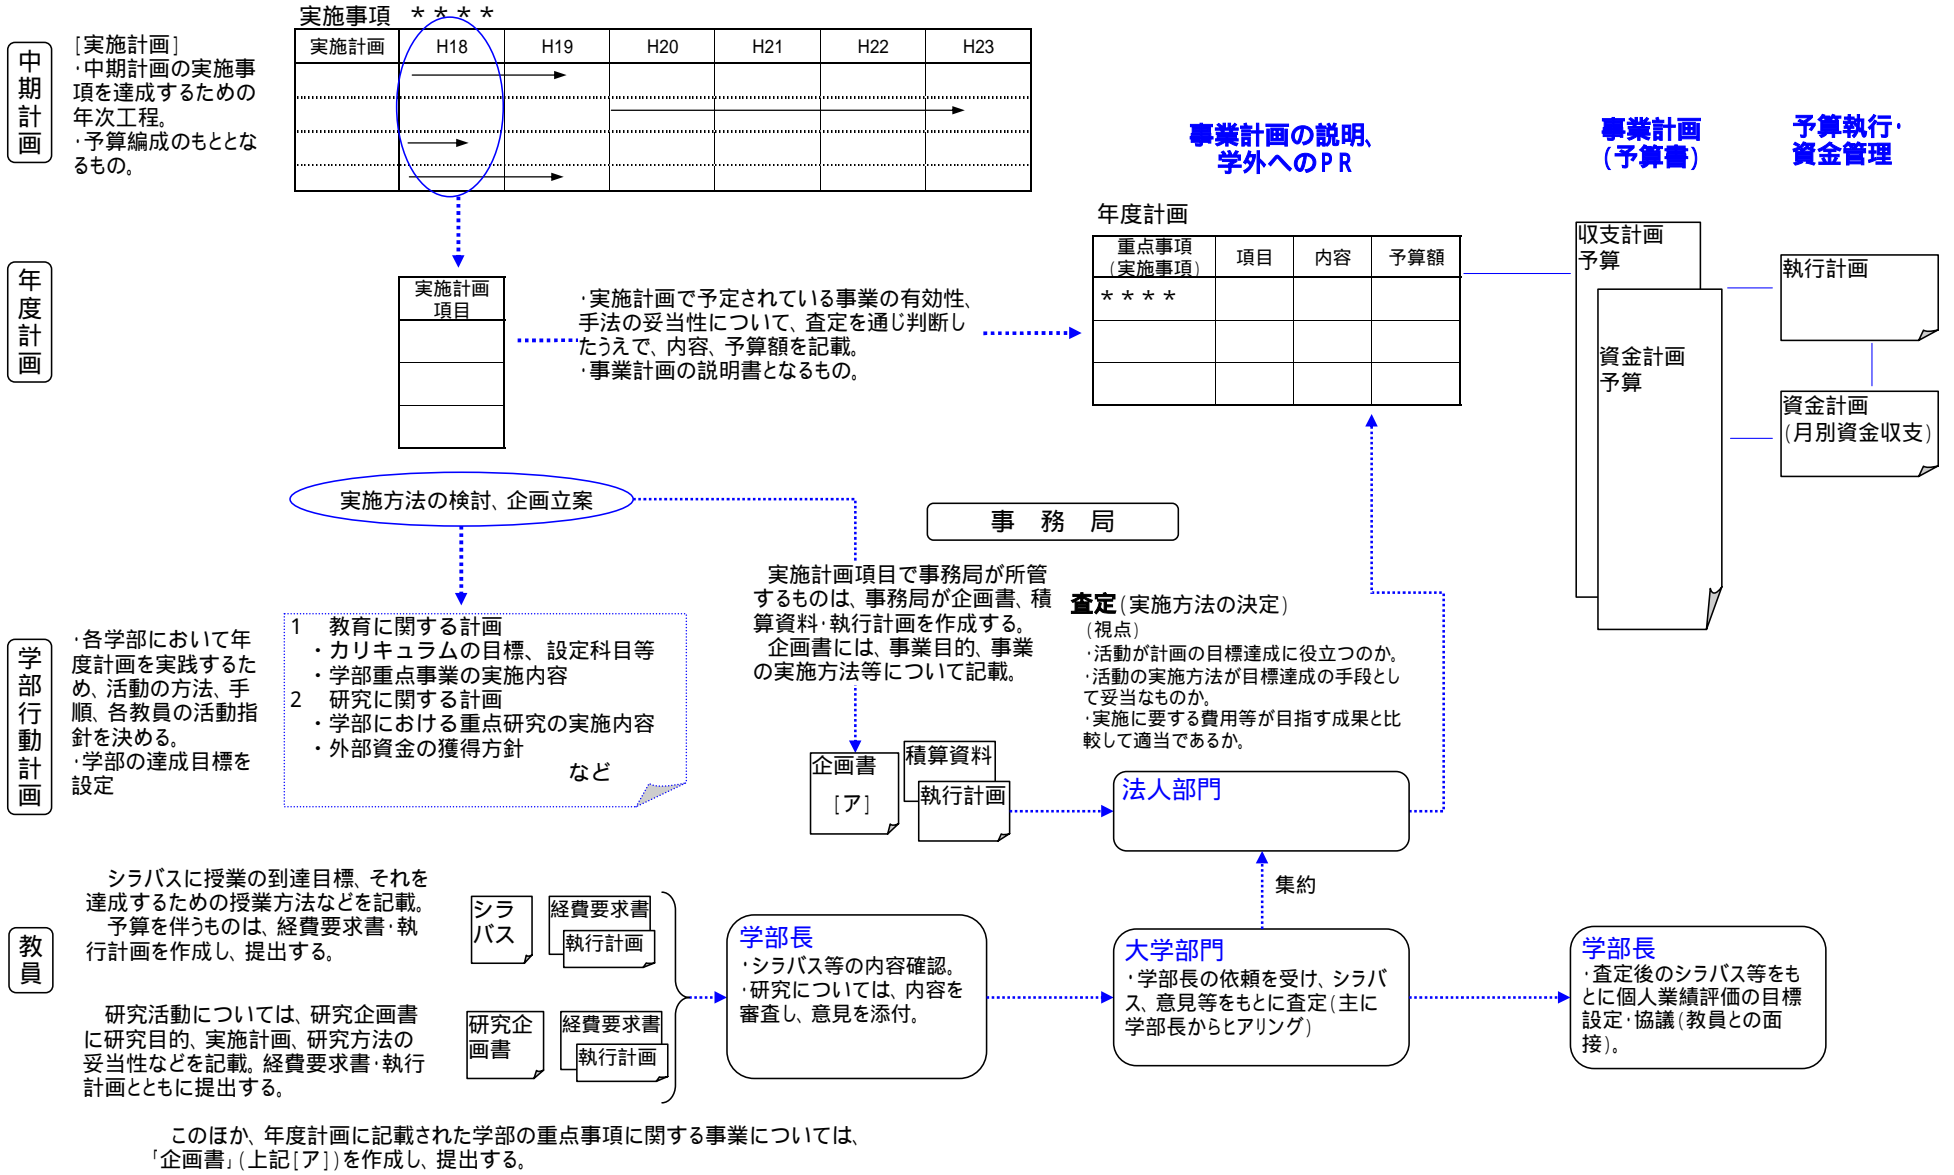 実施事項　＊＊＊＊
実施計画　H18　H19　H20　H21　H22　H23
中期計画
[実施計画]
・中期計画の実施事
項を達成するための
年次工程。
・予算編成のもととな
るもの。
事業計画の説明、
学外へのPR
事業計画
(予算書)
予算執行・
資金管理
年度計画
実施計画
項目
・実施計画で予定されている事業の有効性、
手法の妥当性について、査定を通じ判断し
たうえで、内容、予算額を記載。
・事業計画の説明書となるもの。
年度計画
重点事項
(実施事項)
項目　内容　予算額
＊＊＊＊
収支計画
予算
資金計画
予算
執行計画
資金計画
(月別資金収支)
実施方法の検討、企画立案
事　務　局
学部行動計画
・各学部において年
度計画を実践するた
め、活動の方法、手
順、各教員の活動指
針を決める。
・学部の達成目標を
設定
1　教育に関する計画
・カリキュラムの目標、設定科目等
・学部重点事業の実施内容
2　研究に関する計画
・学部における重点研究の実施内容
・外部資金の獲得方針
など
実施計画項目で事務局が所管
するものは、事務局が企画書、積
算資料・執行計画を作成する。
企画書には、事業目的、事業
の実施方法等について記載。
企画書
[ア]
積算資料
執行計画
査定(実施方法の決定)
(視点)
・活動が計画の目標達成に役立つのか。
・活動の実施方法が目標達成の手段とし
て妥当なものか。
・実施に要する費用等が目指す成果と比
較して適当であるか。
法人部門
集約
教員
シラバスに授業の到達目標、それを
達成するための授業方法などを記載。
予算を伴うものは、経費要求書・執
行計画を作成し、提出する。
シラ
バス
経費要求書
執行計画
研究活動については、研究企画書
に研究目的、実施計画、研究方法の
妥当性などを記載。経費要求書・執行
計画とともに提出する。
研究企
画書
経費要求書
執行計画
学部長
・シラバス等の内容確認。
・研究については、内容を
審査し、意見を添付。
大学部門
・学部長の依頼を受け、シラバ
ス、意見等をもとに査定(主に
学部長からヒアリング)
学部長
・査定後のシラバス等をも
とに個人業績評価の目標
設定・協議(教員との面
接)。
このほか、年度計画に記載された学部の重点事項に関する事業については、
「企画書」(上記[ア])を作成し、提出する。